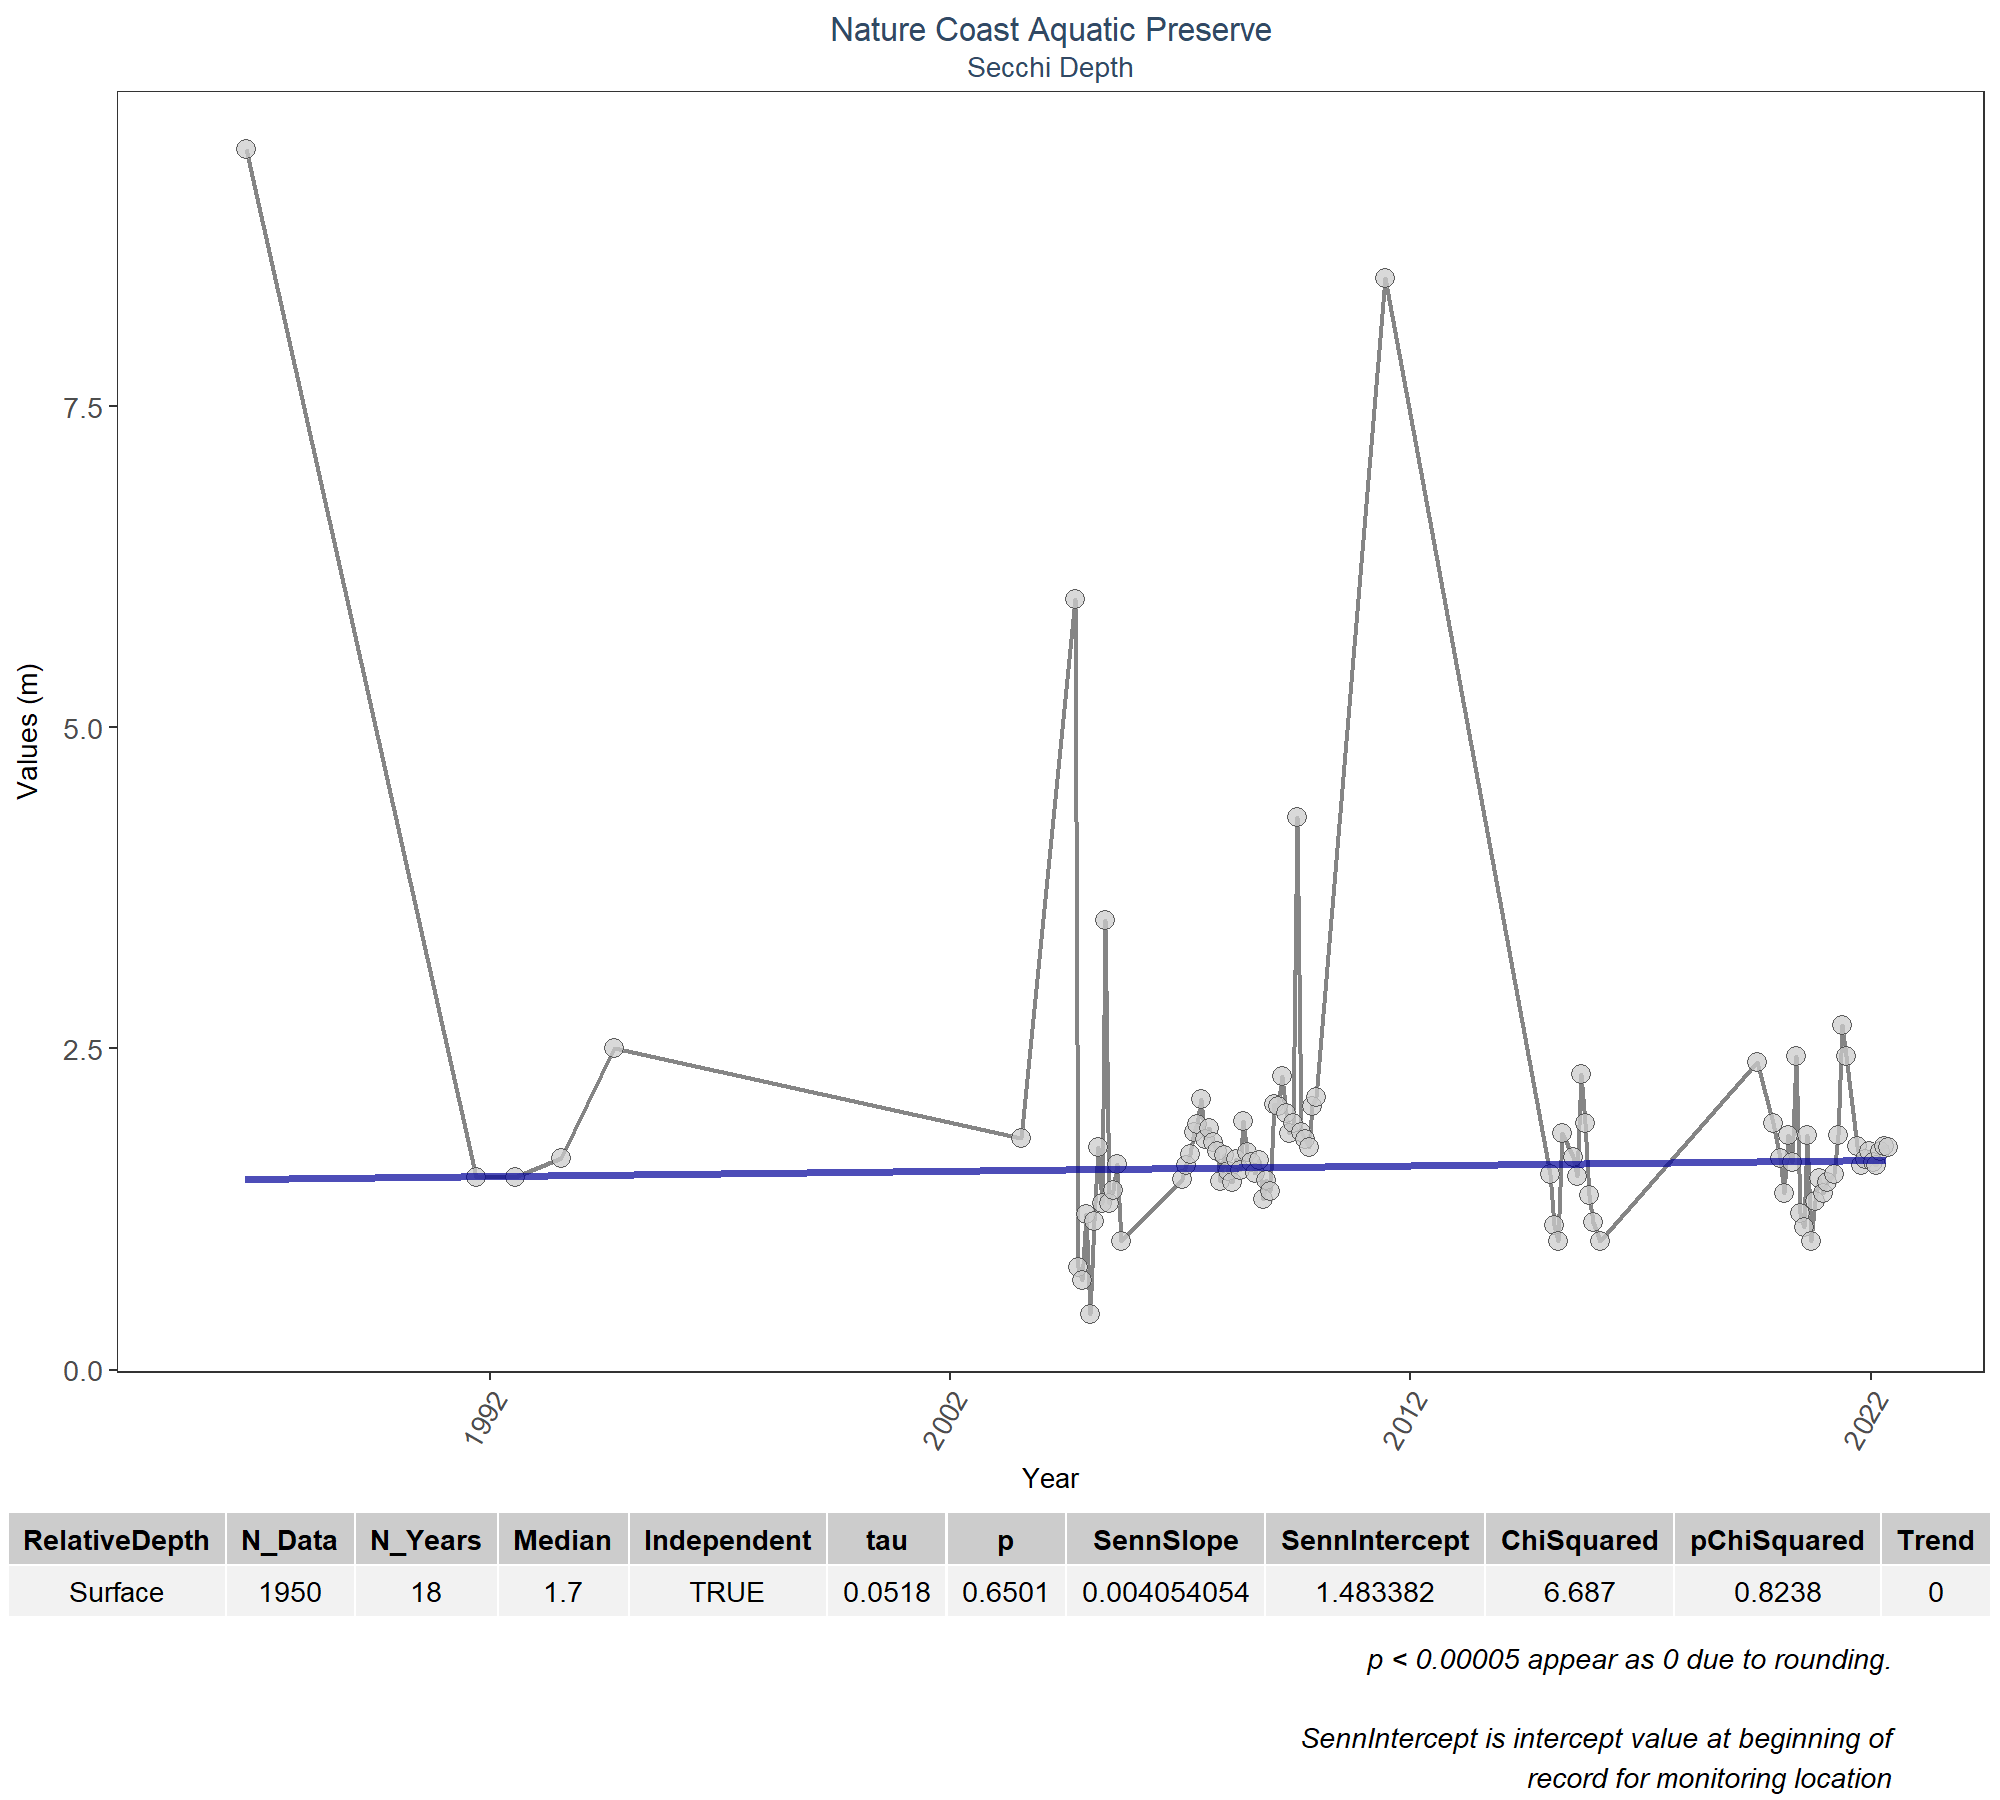 Nature Coast Aquatic Preserve
Secchi Depth
Values (m)
7.5
5.0
2.5
0.0
1992 2002 2012 2022
Year
RelativeDepth N_Data N_Years Median Independent tau p SennSlope SennIntercept ChiSquared pChiSquared Trend
Surface 1950 18 1.7 TRUE 0.0518 0.6501 0.004054054 1.483382 6.687 0.8238 0
p < 0.00005 appear as 0 due to rounding.
SennIntercept is intercept value at beginning of
record for monitoring location